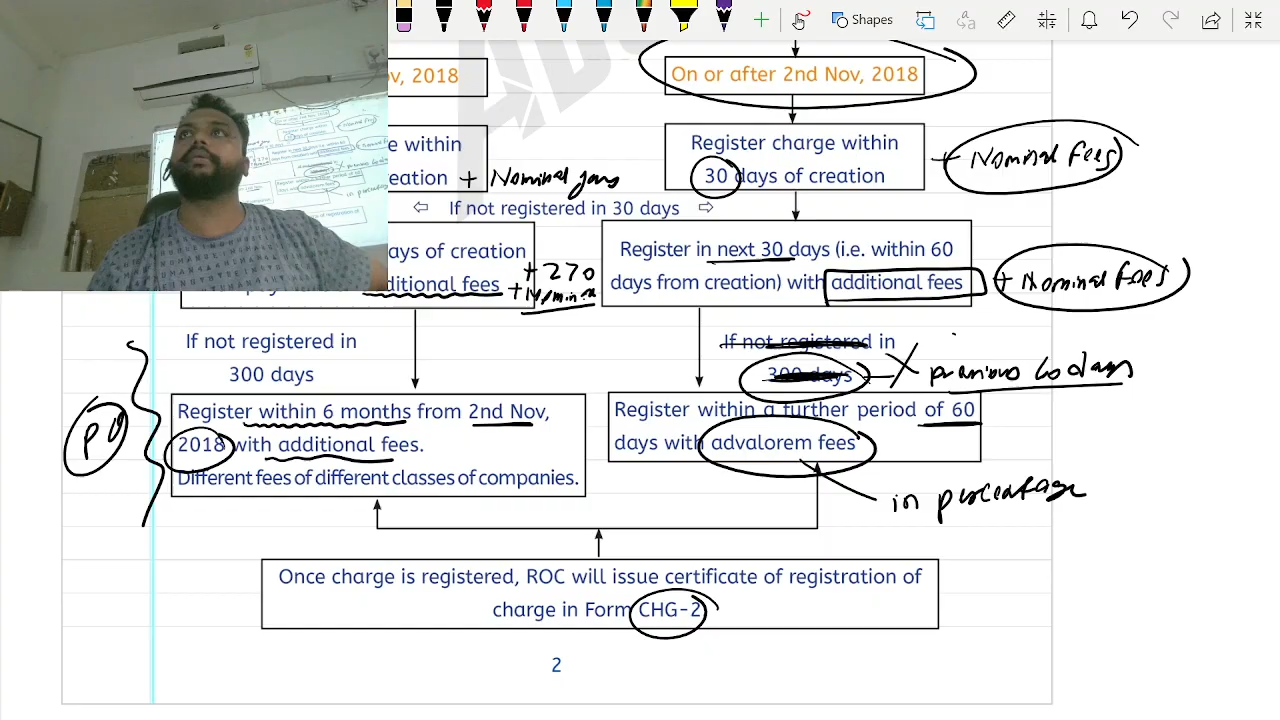 Shapes
ov, 2018
On or after 2nd Nov, 2018
e within
Register charge within
reation + Nominal
30 days of creation
+ Nominal fees
⇦ If not registered in 30 days ⇨
ays of creation
+ 270
ditional fees
+ Nominal
Register in next 30 days (i.e. within 60
days from creation) with additional fees
+ Nominal fees
If not registered in
300 days
If not registered in
300 days
previous 60 days
Register within 6 months from 2nd Nov,
2018 with additional fees.
Different fees of different classes of companies.
Register within a further period of 60
days with advalorem fees
in percentage
Once charge is registered, ROC will issue certificate of registration of
charge in Form CHG-2
2